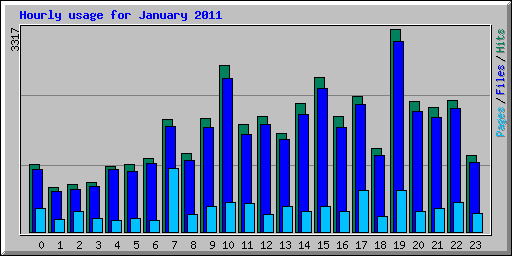 Hourly usage for January 2011
3317
Pages/Files/Hits
0 1 2 3 4 5 6 7 8 9 10 11 12 13 14 15 16 17 18 19 20 21 22 23